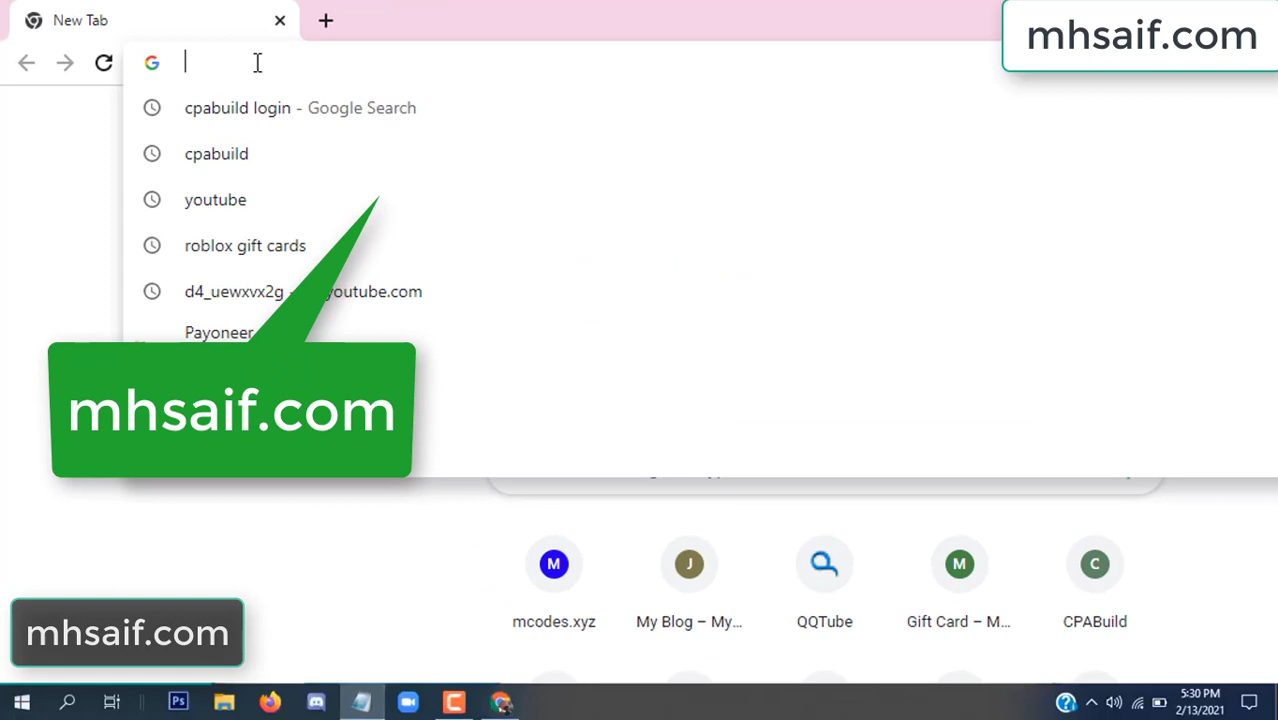 New Tab
mhsaif.com
cpabuild login - Google Search
cpabuild
youtube
roblox gift cards
d4_uewxvx2g - youtube.com
Payoneer
mhsaif.com
M
J
M
C
mcodes.xyz
My Blog – My...
QQTube
Gift Card – M...
CPABuild
mhsaif.com
Ps
5:30 PM
2/13/2021